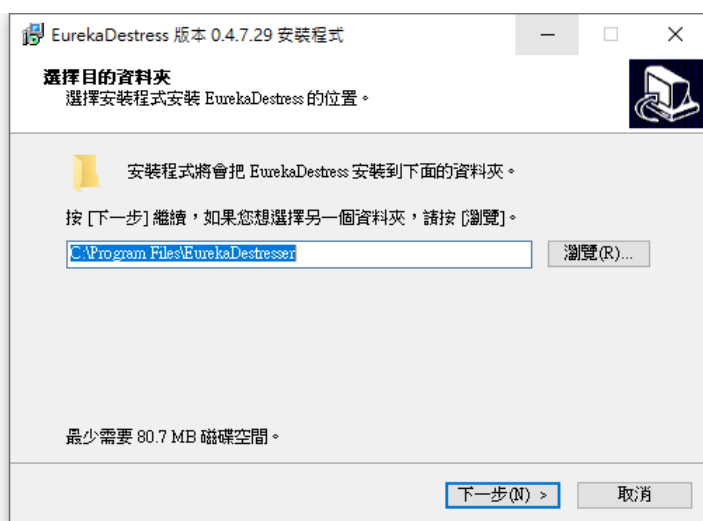 EurekaDestress 版本 0.4.7.29 安裝程式
選擇目的資料夾
選擇安裝程式安裝 EurekaDestress 的位置。
安裝程式將會把 EurekaDestress 安裝到下面的資料夾。
按 [下一步] 繼續，如果您想選擇另一個資料夾，請按 [瀏覽]。
C:\Program Files\EurekaDestresser
瀏覽(R)...
最少需要 80.7 MB 磁碟空間。
下一步(N) >
取消